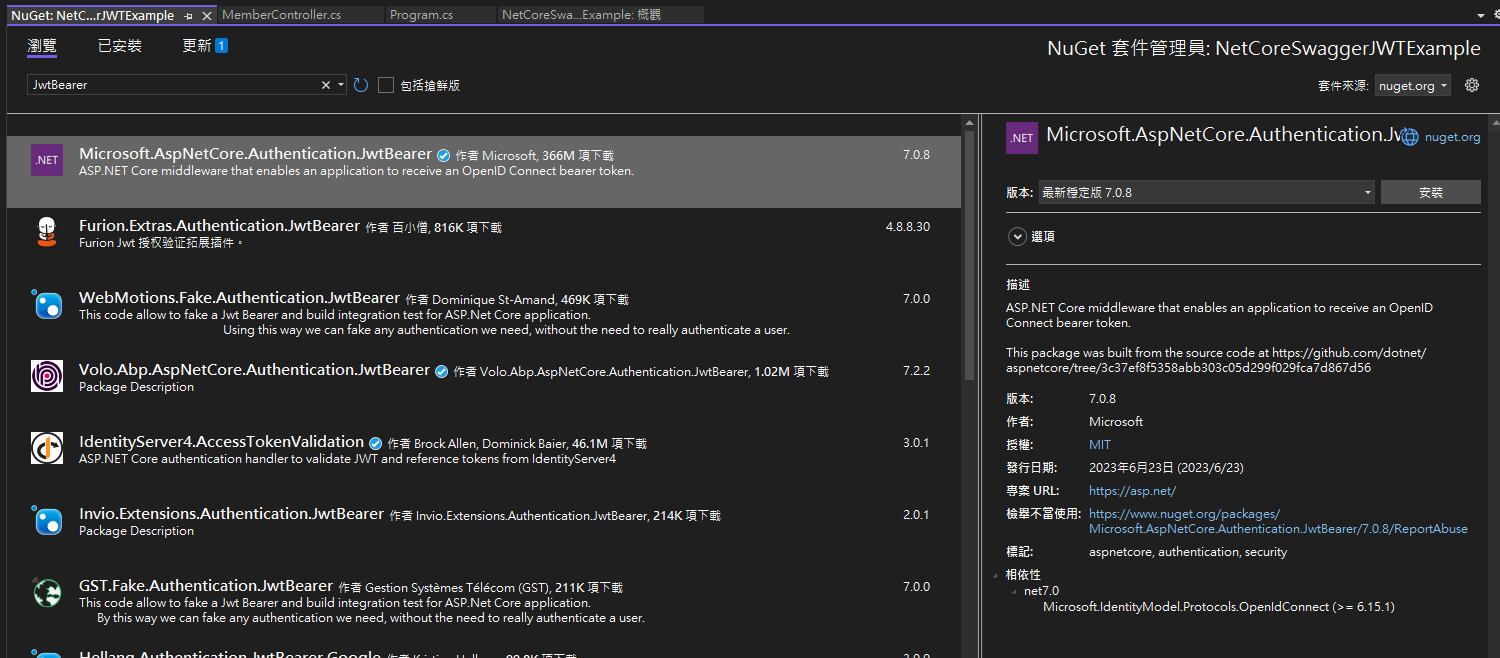 NuGet: NetC...rJWTExample
MemberController.cs
Program.cs
NetCoreSwa...Example: 概觀
瀏覽
已安裝
更新 1
NuGet 套件管理員: NetCoreSwaggerJWTExample
JwtBearer
包括搶鮮版
套件來源: nuget.org
.NET
Microsoft.AspNetCore.Authentication.JwtBearer 作者 Microsoft, 366M 項下載
7.0.8
ASP.NET Core middleware that enables an application to receive an OpenID Connect bearer token.
Furion.Extras.Authentication.JwtBearer 作者 百小僧, 816K 項下載
4.8.8.30
Furion Jwt 授权验证拓展插件。
WebMotions.Fake.Authentication.JwtBearer 作者 Dominique St-Amand, 469K 項下載
7.0.0
This code allow to fake a Jwt Bearer and build integration test for ASP.Net Core application.
Using this way we can fake any authentication we need, without the need to really authenticate a user.
Volo.Abp.AspNetCore.Authentication.JwtBearer 作者 Volo.Abp.AspNetCore.Authentication.JwtBearer, 1.02M 項下載
7.2.2
Package Description
IdentityServer4.AccessTokenValidation 作者 Brock Allen, Dominick Baier, 46.1M 項下載
3.0.1
ASP.NET Core authentication handler to validate JWT and reference tokens from IdentityServer4
Invio.Extensions.Authentication.JwtBearer 作者 Invio.Extensions.Authentication.JwtBearer, 214K 項下載
2.0.1
Package Description
GST.Fake.Authentication.JwtBearer 作者 Gestion Systèmes Télécom (GST), 211K 項下載
7.0.0
This code allow to fake a Jwt Bearer and build integration test for ASP.Net Core application.
By this way we can fake any authentication we need, without the need to really authenticate a user.
Hellang.Authentication.JwtBearer.Google 作者
.NET
Microsoft.AspNetCore.Authentication.Jw
nuget.org
版本: 最新穩定版 7.0.8
安裝
選項
描述
ASP.NET Core middleware that enables an application to receive an OpenID
Connect bearer token.
This package was built from the source code at https://github.com/dotnet/
aspnetcore/tree/3c37ef8f5358abb303c05d299f029fca7d867d56
版本: 7.0.8
作者: Microsoft
授權: MIT
發行日期: 2023年6月23日 (2023/6/23)
專案 URL: https://asp.net/
檢舉不當使用: https://www.nuget.org/packages/
Microsoft.AspNetCore.Authentication.JwtBearer/7.0.8/ReportAbuse
標記: aspnetcore, authentication, security
相依性
net7.0
Microsoft.IdentityModel.Protocols.OpenIdConnect (>= 6.15.1)